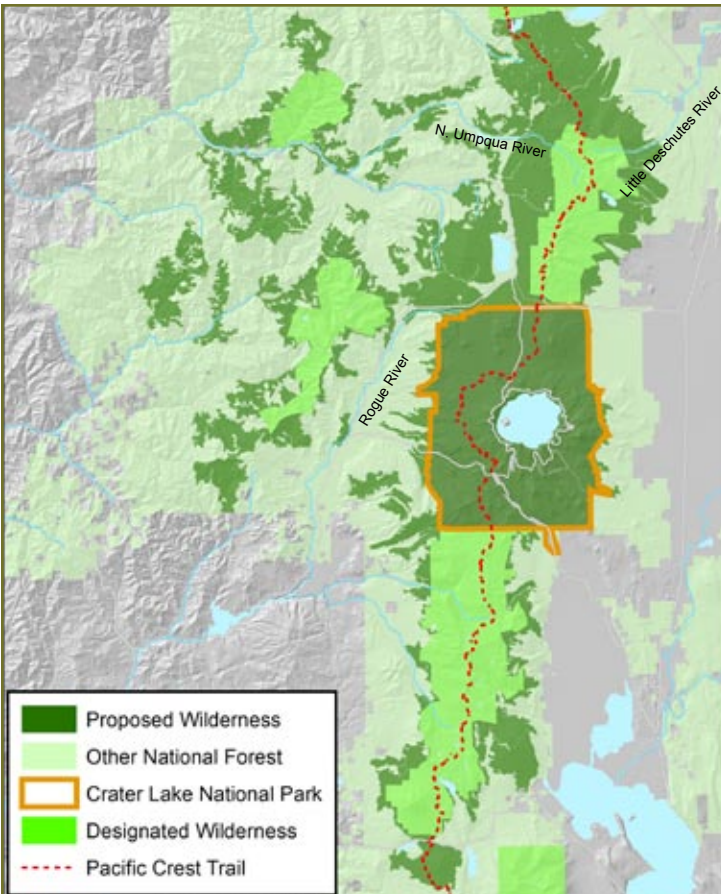 N. Umpqua River
Little Deschutes River
Rogue River
Proposed Wilderness
Other National Forest
Crater Lake National Park
Designated Wilderness
Pacific Crest Trail